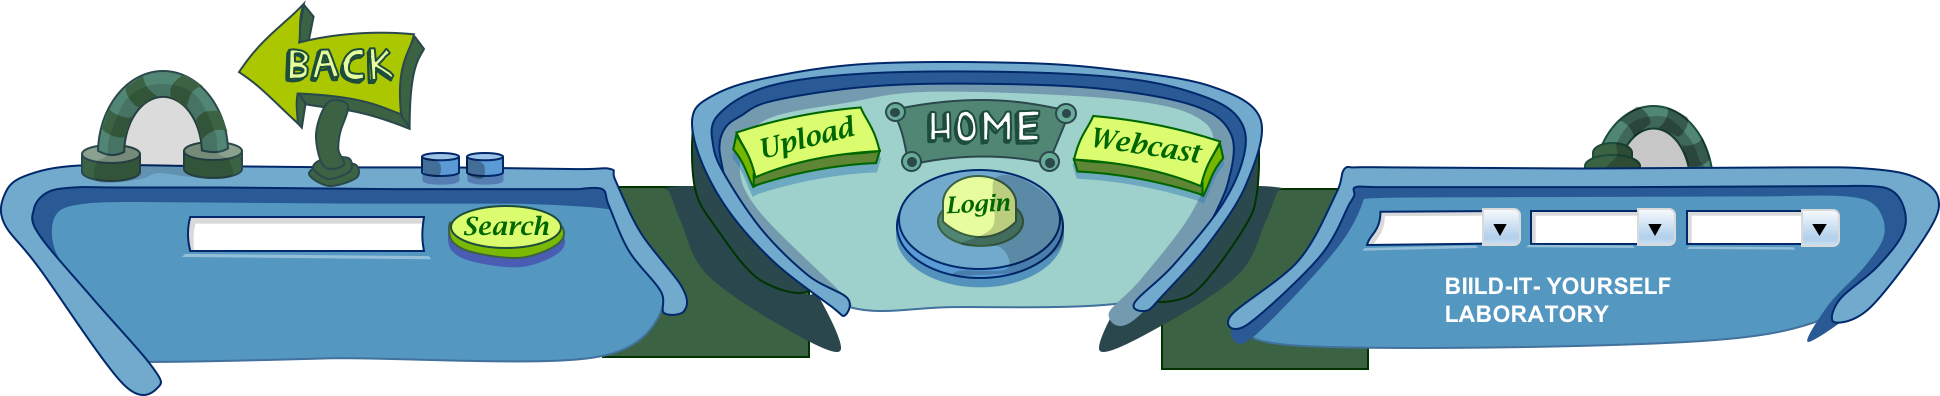 BACK
Search
Upload
HOME
Webcast
Login
BIILD-IT- YOURSELF
LABORATORY